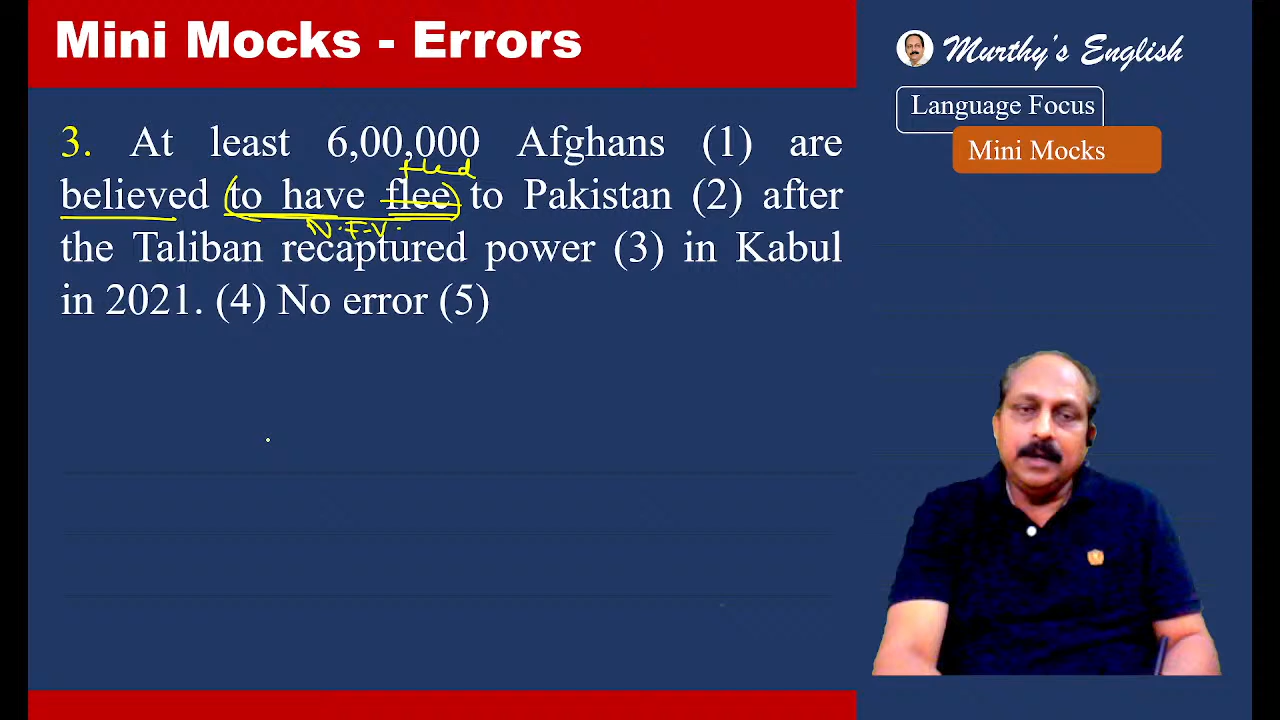 Mini Mocks - Errors
Murthy's English
Language Focus
Mini Mocks
3. At least 6,00,000 Afghans (1) are
fled
believed (to have flee) to Pakistan (2) after
N.F.V.
the Taliban recaptured power (3) in Kabul
in 2021. (4) No error (5)